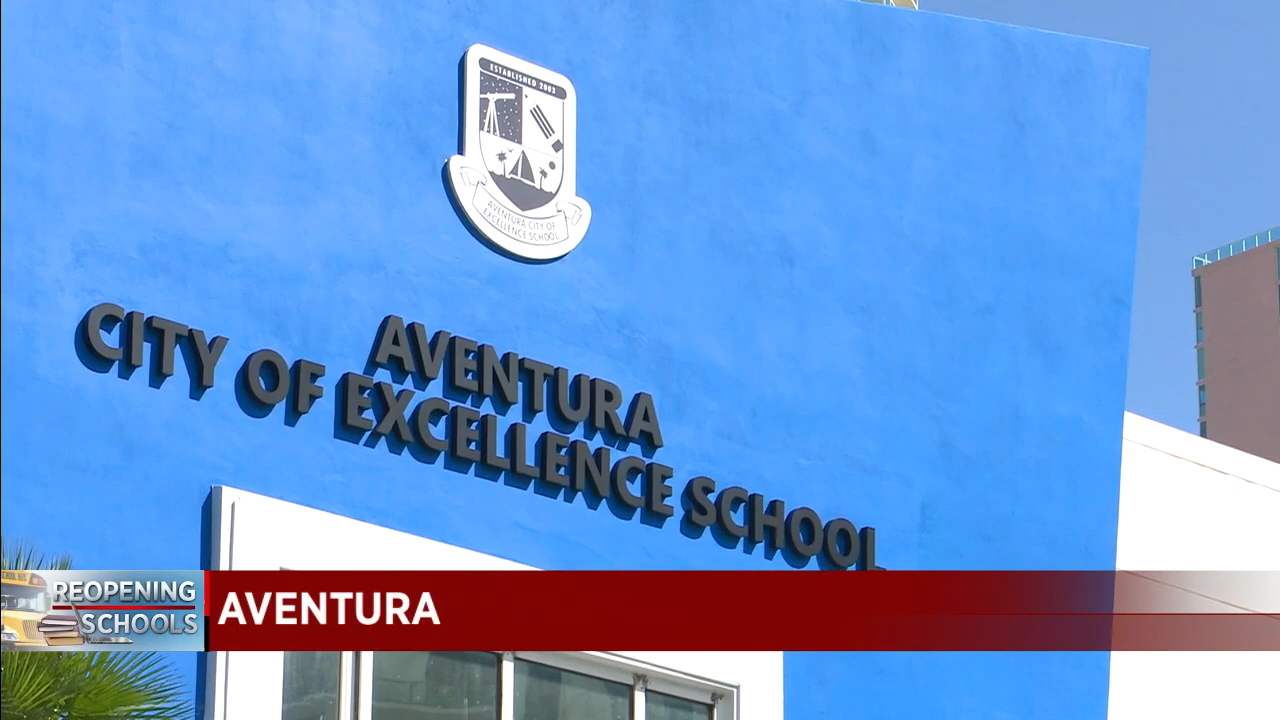 ESTABLISHED 2003
AVENTURA CITY OF
EXCELLENCE SCHOOL
AVENTURA
CITY OF EXCELLENCE SCHOOL
REOPENING
SCHOOLS
AVENTURA